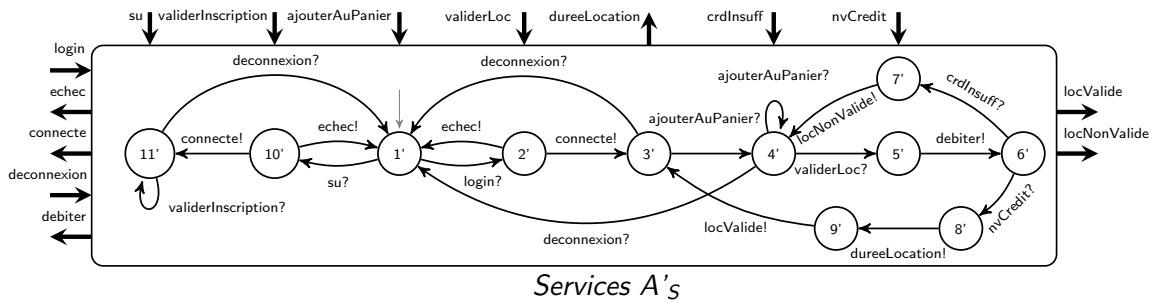 su
validerInscription
ajouterAuPanier
validerLoc
dureeLocation
crdInsuff
nvCredit
login
echec
connecte
deconnexion
debiter
locValide
locNonValide
deconnexion?
deconnexion?
ajouterAuPanier?
crdInsuff?
7'
locNonValide!
ajouterAuPanier?
connecte!
echec!
echec!
connecte!
debiter!
11'
10'
1'
2'
3'
4'
5'
6'
su?
login?
validerLoc?
validerInscription?
nvCredit?
deconnexion?
locValide!
9'
8'
dureeLocation!
Services A'S